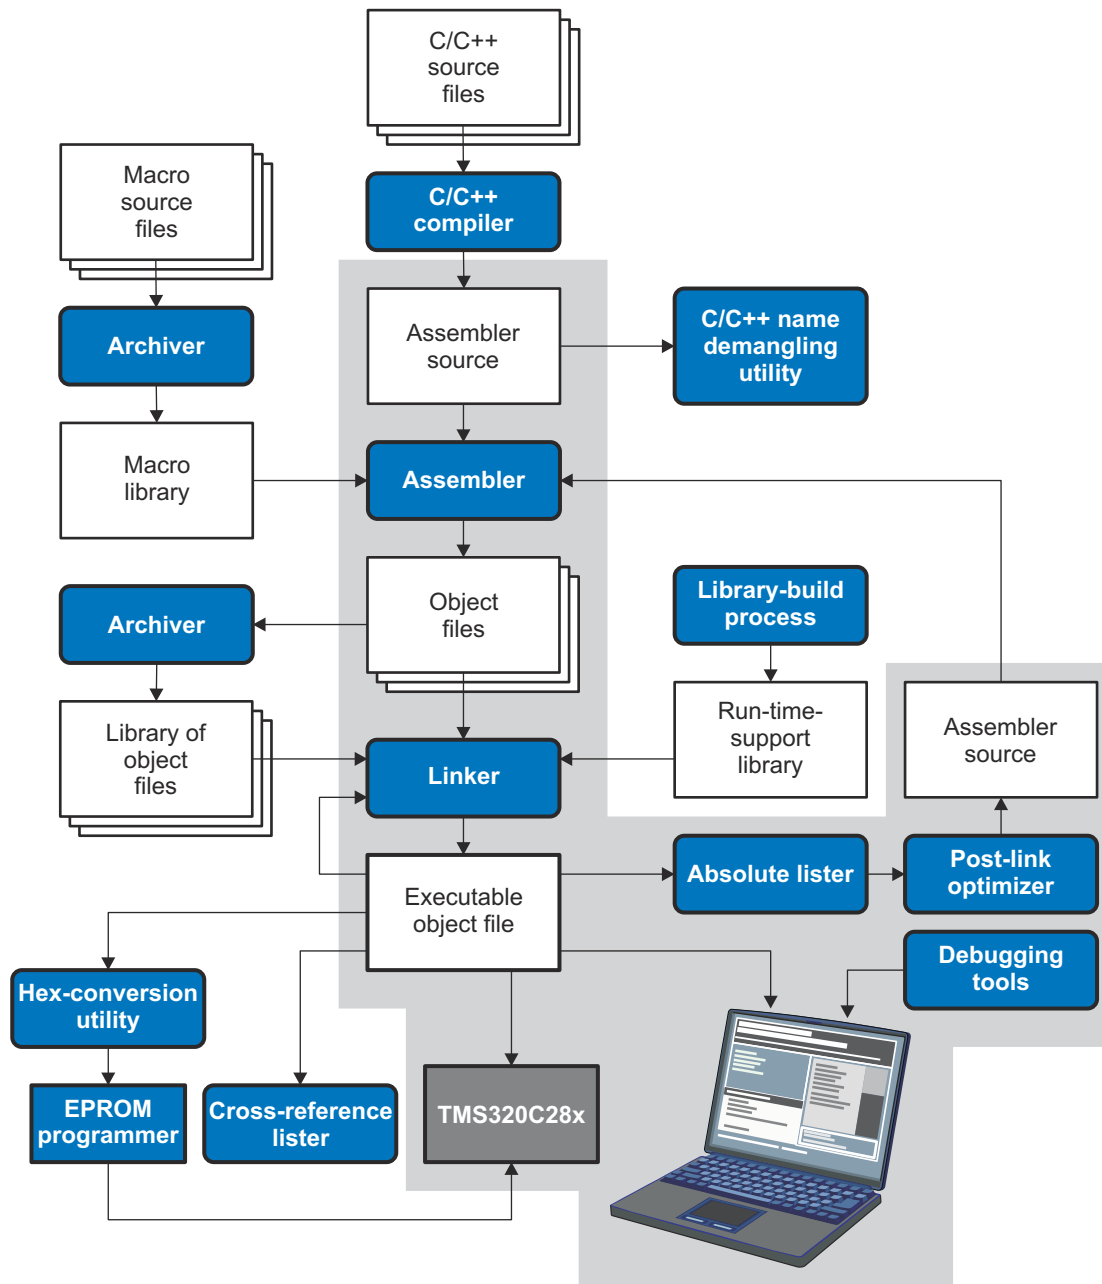 C/C++
source
files
Macro
source
files
C/C++
compiler
Archiver
Assembler
source
C/C++ name
demangling
utility
Macro
library
Assembler
Archiver
Object
files
Library-build
process
Library of
object
files
Linker
Run-time-
support
library
Assembler
source
Executable
object file
Absolute lister
Post-link
optimizer
Debugging
tools
Hex-conversion
utility
EPROM
programmer
Cross-reference
lister
TMS320C28x